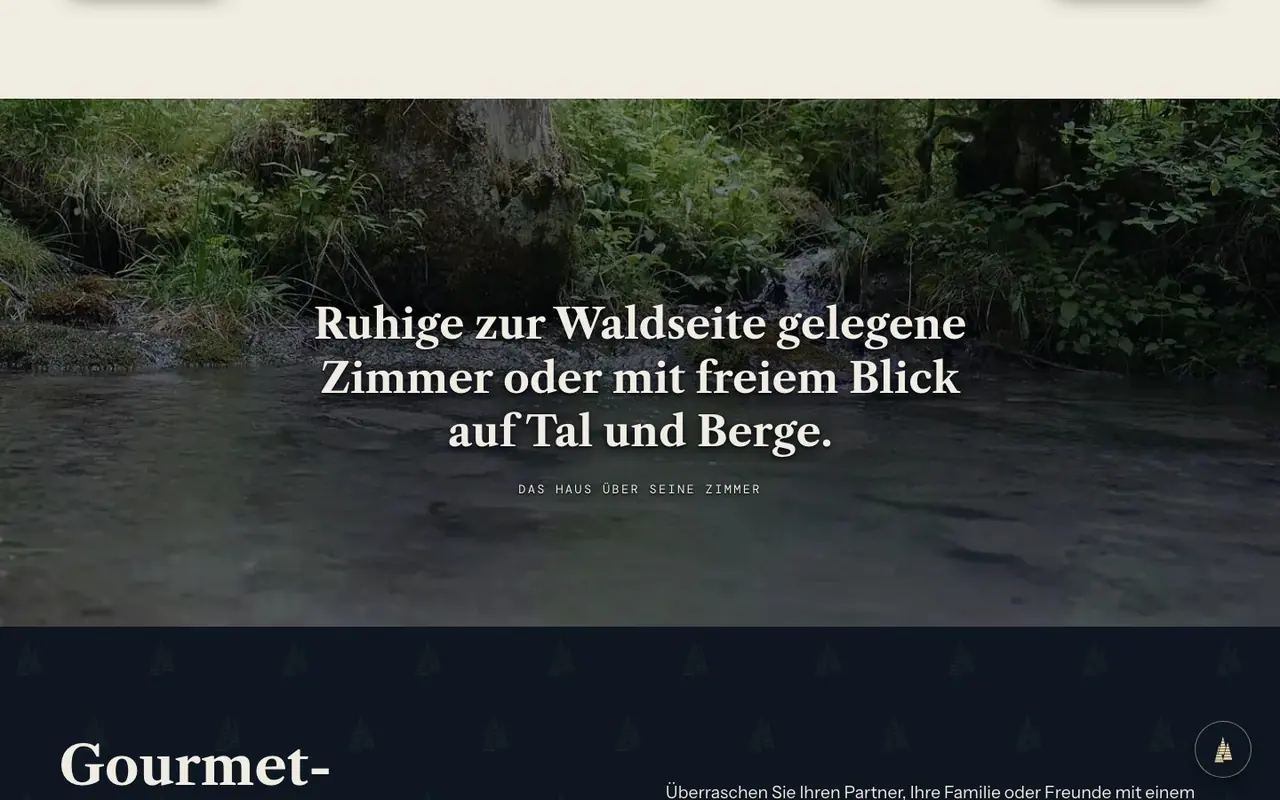 Ruhige zur Waldseite gelegene
Zimmer oder mit freiem Blick
auf Tal und Berge.
DAS HAUS ÜBER SEINE ZIMMER
Gourmet-
Überraschen Sie Ihren Partner, Ihre Familie oder Freunde mit einem